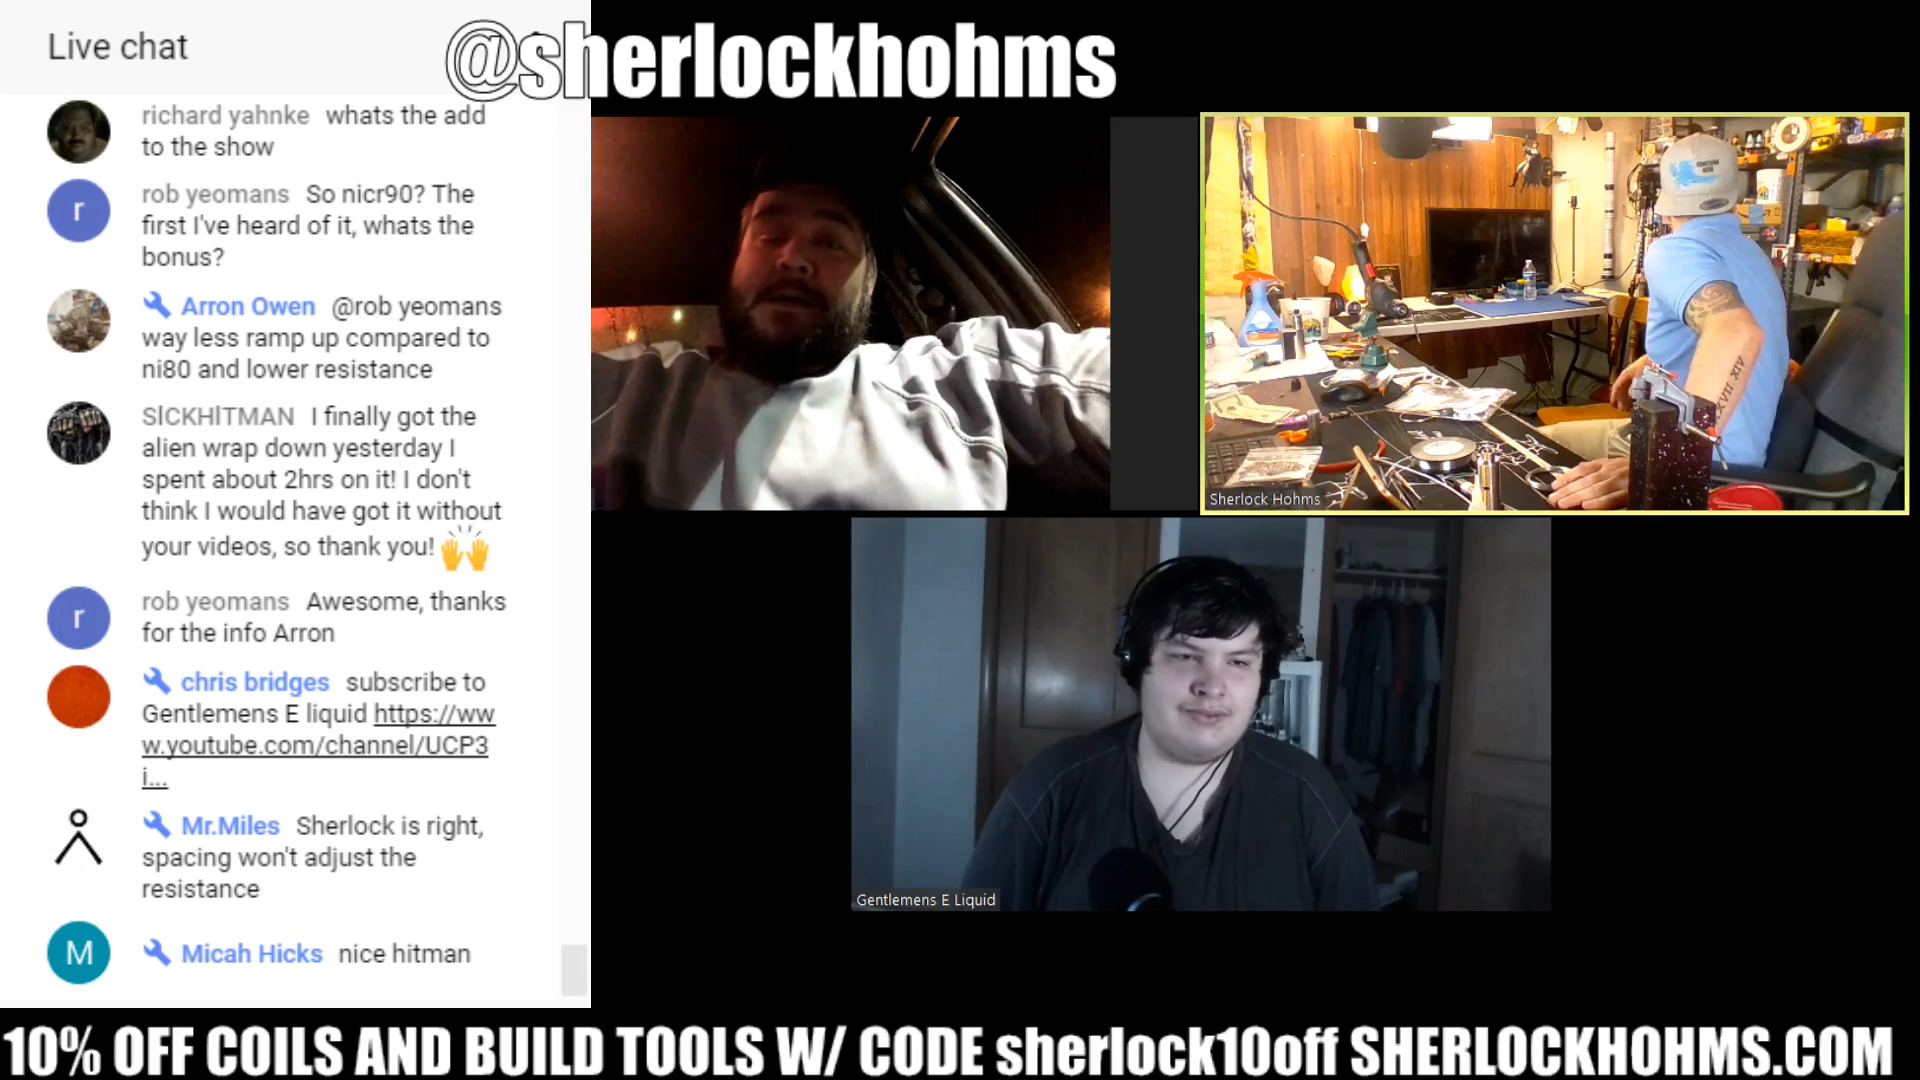 Live chat
@sherlockhohms
richard yahnke whats the add
to the show
rob yeomans So nicr90? The
first I've heard of it, whats the
bonus?
Arron Owen @rob yeomans
way less ramp up compared to
ni80 and lower resistance
SICKHITMAN I finally got the
alien wrap down yesterday I
spent about 2hrs on it! I don't
think I would have got it without
your videos, so thank you! 🙌
r
rob yeomans Awesome, thanks
for the info Arron
r
chris bridges subscribe to
Gentlemens E liquid https://ww
w.youtube.com/channel/UCP3
i...
Mr.Miles Sherlock is right,
spacing won't adjust the
resistance
M
Micah Hicks nice hitman
Sherlock Hohms
Gentlemens E Liquid
10% OFF COILS AND BUILD TOOLS W/ CODE sherlock10off SHERLOCKHOHMS.COM